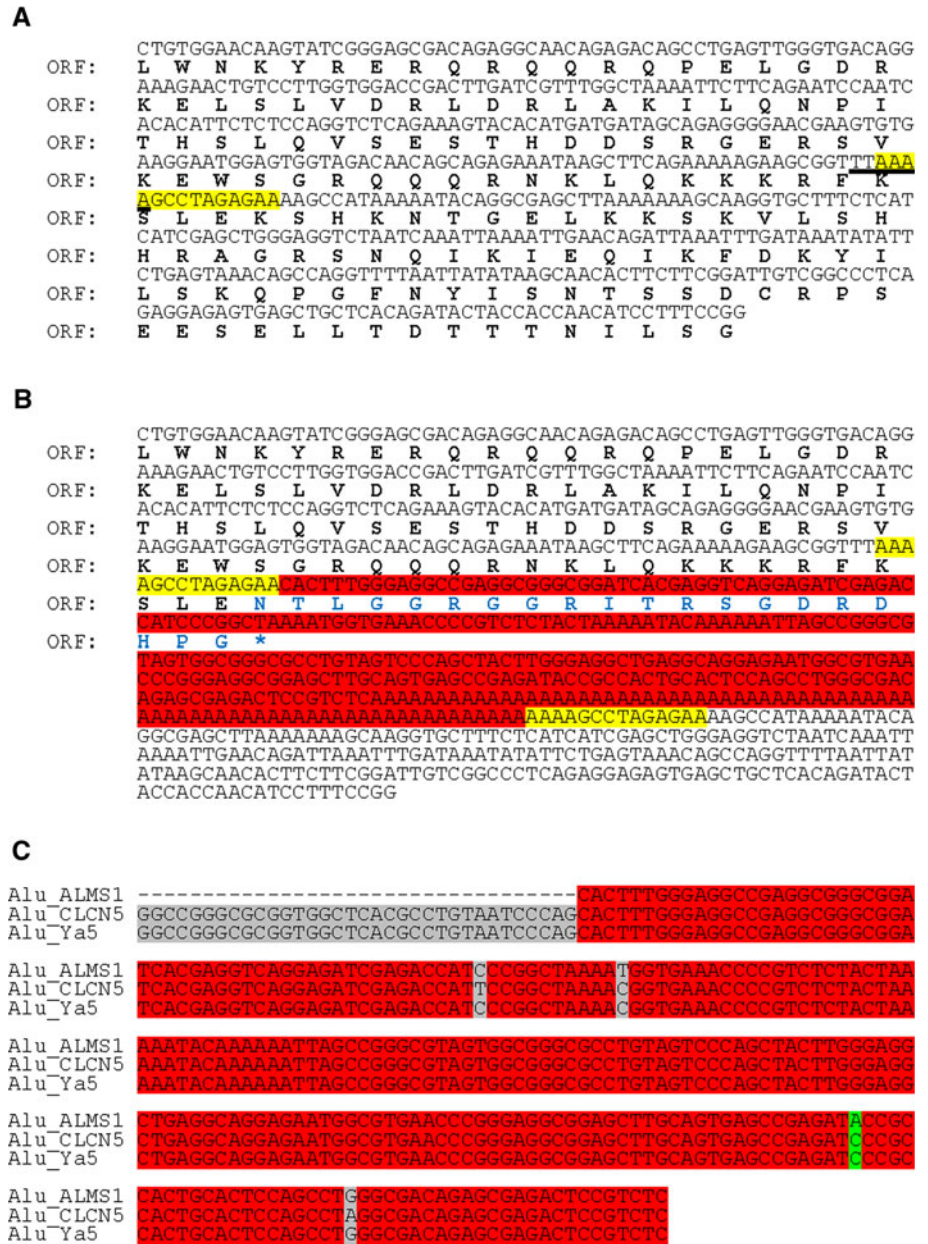 A
CTGTGGAACAAGTATCGGGAGCGACAGAGGCAACAGAGACAGCCTGAGTTGGGTGACAGG
ORF: L W N K Y R E R Q R Q Q R Q P E L G D R
AAAGAACTGTCCTTGGTGGACCGACTTGATCGTTTGGCTAAAATTCTTCAGAATCCAATC
ORF: K E L S L V D R L D R L A K I L Q N P I
ACACATTCTCTCCAGGTCTCAGAAAGTACACATGATGATAGCAGAGGGGAACGAAGTGTG
ORF: T H S L Q V S E S T H D D S R G E R S V
AAGGAATGGAGTGGTAGACAACAGCAGAGAAATAAGCTTCAGAAAAAGAAGCGGTTTAAA
ORF: K E W S G R Q Q Q R N K L Q K K K R F K
AGCCTAGAGAAAAGCCATAAAAATACAGGCGAGCTTAAAAAAAGCAAGGTGCTTTCTCAT
ORF: S L E K S H K N T G E L K K S K V L S H
CATCGAGCTGGGAGGTCTAATCAAATTAAAATTGAACAGATTAAATTTGATAAATATATT
ORF: H R A G R S N Q I K I E Q I K F D K Y I
CTGAGTAAACAGCCAGGTTTTAATTATATAAGCAACACTTCTTCGGATTGTCGGCCCTCA
ORF: L S K Q P G F N Y I S N T S S D C R P S
GAGGAGAGTGAGCTGCTCACAGATACTACCACCAACATCCTTTCCGG
ORF: E E S E L L T D T T T N I L S G
B
CTGTGGAACAAGTATCGGGAGCGACAGAGGCAACAGAGACAGCCTGAGTTGGGTGACAGG
ORF: L W N K Y R E R Q R Q Q R Q P E L G D R
AAAGAACTGTCCTTGGTGGACCGACTTGATCGTTTGGCTAAAATTCTTCAGAATCCAATC
ORF: K E L S L V D R L D R L A K I L Q N P I
ACACATTCTCTCCAGGTCTCAGAAAGTACACATGATGATAGCAGAGGGGAACGAAGTGTG
ORF: T H S L Q V S E S T H D D S R G E R S V
AAGGAATGGAGTGGTAGACAACAGCAGAGAAATAAGCTTCAGAAAAAGAAGCGGTTTAAA
ORF: K E W S G R Q Q Q R N K L Q K K K R F K
AGCCTAGAGAACACTTTGGGAGGCCGAGGCGGGCGGATCACGAGGTCAGGAGATCGAGAC
ORF: S L E N T L G G R G G R I T R S G D R D
CATCCCGGCTAAAATGGTGAAACCCCGTCTCTACTAAAAATACAAAAAATTAGCCGGGCG
ORF: H P G *
TAGTGGCGGGCGCCTGTAGTCCCAGCTACTTGGGAGGCTGAGGCAGGAGAATGGCGTGAA
CCCGGGAGGCGGAGCTTGCAGTGAGCCGAGATACCGCCACTGCACTCCAGCCTGGGCGAC
AGAGCGAGACTCCGTCTCAAAAAAAAAAAAAAAAAAAAAAAAAAAAAAAAAAAAAAAAAA
AAAAAAAAAAAAAAAAAAAAAAAAAAAAAAAAAAGCCTAGAGAAAAGCCATAAAAATACA
GGCGAGCTTAAAAAAAGCAAGGTGCTTTCTCATCATCGAGCTGGGAGGTCTAATCAAATT
AAAATTGAACAGATTAAATTTGATAAATATATTCTGAGTAAACAGCCAGGTTTTAATTAT
ATAAGCAACACTTCTTCGGATTGTCGGCCCTCAGAGGAGAGTGAGCTGCTCACAGATACT
ACCACCAACATCCTTTCCGG
C
Alu_ALMS1 ----------------------------------CACTTTGGGAGGCCGAGGCGGGCGGA
Alu_CLCN5 GGCCGGGCGCGGTGGCTCACGCCTGTAATCCCAGCACTTTGGGAGGCCGAGGCGGGCGGA
Alu_Ya5 GGCCGGGCGCGGTGGCTCACGCCTGTAATCCCAGCACTTTGGGAGGCCGAGGCGGGCGGA
Alu_ALMS1 TCACGAGGTCAGGAGATCGAGACCATCCCGGCTAAAATGGTGAAACCCCGTCTCTACTAA
Alu_CLCN5 TCACGAGGTCAGGAGATCGAGACCATTCCGGCTAAAACGGTGAAACCCCGTCTCTACTAA
Alu_Ya5 TCACGAGGTCAGGAGATCGAGACCATCCCGGCTAAAACGGTGAAACCCCGTCTCTACTAA
Alu_ALMS1 AAATACAAAAAATTAGCCGGGCGTAGTGGCGGGCGCCTGTAGTCCCAGCTACTTGGGAGG
Alu_CLCN5 AAATACAAAAAATTAGCCGGGCGTAGTGGCGGGCGCCTGTAGTCCCAGCTACTTGGGAGG
Alu_Ya5 AAATACAAAAAATTAGCCGGGCGTAGTGGCGGGCGCCTGTAGTCCCAGCTACTTGGGAGG
Alu_ALMS1 CTGAGGCAGGAGAATGGCGTGAACCCGGGAGGCGGAGCTTGCAGTGAGCCGAGATACCGC
Alu_CLCN5 CTGAGGCAGGAGAATGGCGTGAACCCGGGAGGCGGAGCTTGCAGTGAGCCGAGATCCCGC
Alu_Ya5 CTGAGGCAGGAGAATGGCGTGAACCCGGGAGGCGGAGCTTGCAGTGAGCCGAGATCCCGC
Alu_ALMS1 CACTGCACTCCAGCCTGGGCGACAGAGCGAGACTCCGTCTC
Alu_CLCN5 CACTGCACTCCAGCCTAGGCGACAGAGCGAGACTCCGTCTC
Alu_Ya5 CACTGCACTCCAGCCTGGGCGACAGAGCGAGACTCCGTCTC